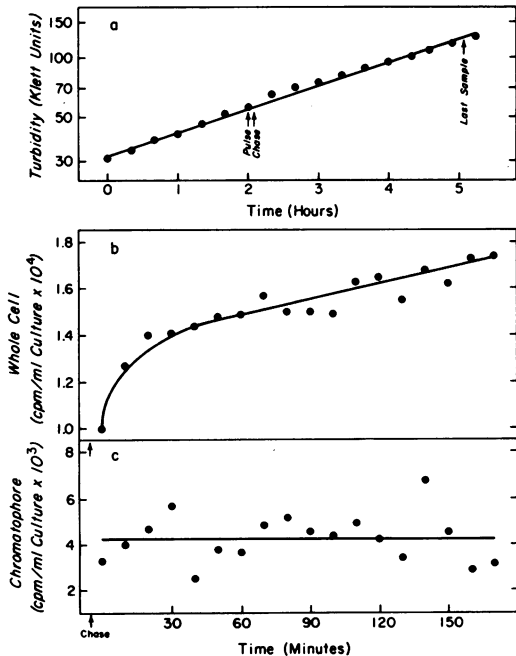 a
Turbidity (Klett Units)
150
100
70
50
30
Pulse
Chase
Last Sample
0
1
2
3
4
5
Time (Hours)
b
Whole Cell
(cpm/ml Culture x 10⁴)
1.8
1.6
1.4
1.2
1.0
c
Chromatophore
(cpm/ml Culture x 10³)
8
6
4
2
Chase
30
60
90
120
150
Time (Minutes)